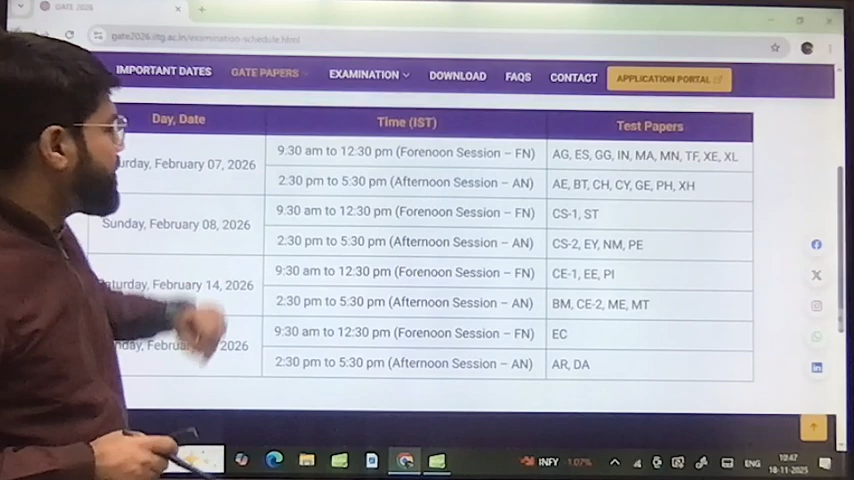 GATE 2026
gate2026.iitg.ac.in/examination-schedule.html
IMPORTANT DATES GATE PAPERS EXAMINATION DOWNLOAD FAQS CONTACT APPLICATION PORTAL
Day, Date Time (IST) Test Papers
urday, February 07, 2026 9:30 am to 12:30 pm (Forenoon Session – FN) AG, ES, GG, IN, MA, MN, TF, XE, XL
2:30 pm to 5:30 pm (Afternoon Session – AN) AE, BT, CH, CY, GE, PH, XH
Sunday, February 08, 2026 9:30 am to 12:30 pm (Forenoon Session – FN) CS-1, ST
2:30 pm to 5:30 pm (Afternoon Session – AN) CS-2, EY, NM, PE
aturday, February 14, 2026 9:30 am to 12:30 pm (Forenoon Session – FN) CE-1, EE, PI
2:30 pm to 5:30 pm (Afternoon Session – AN) BM, CE-2, ME, MT
nday, Februa 2026 9:30 am to 12:30 pm (Forenoon Session – FN) EC
2:30 pm to 5:30 pm (Afternoon Session – AN) AR, DA
INFY -1.07% ENG 10:47
18-11-2025